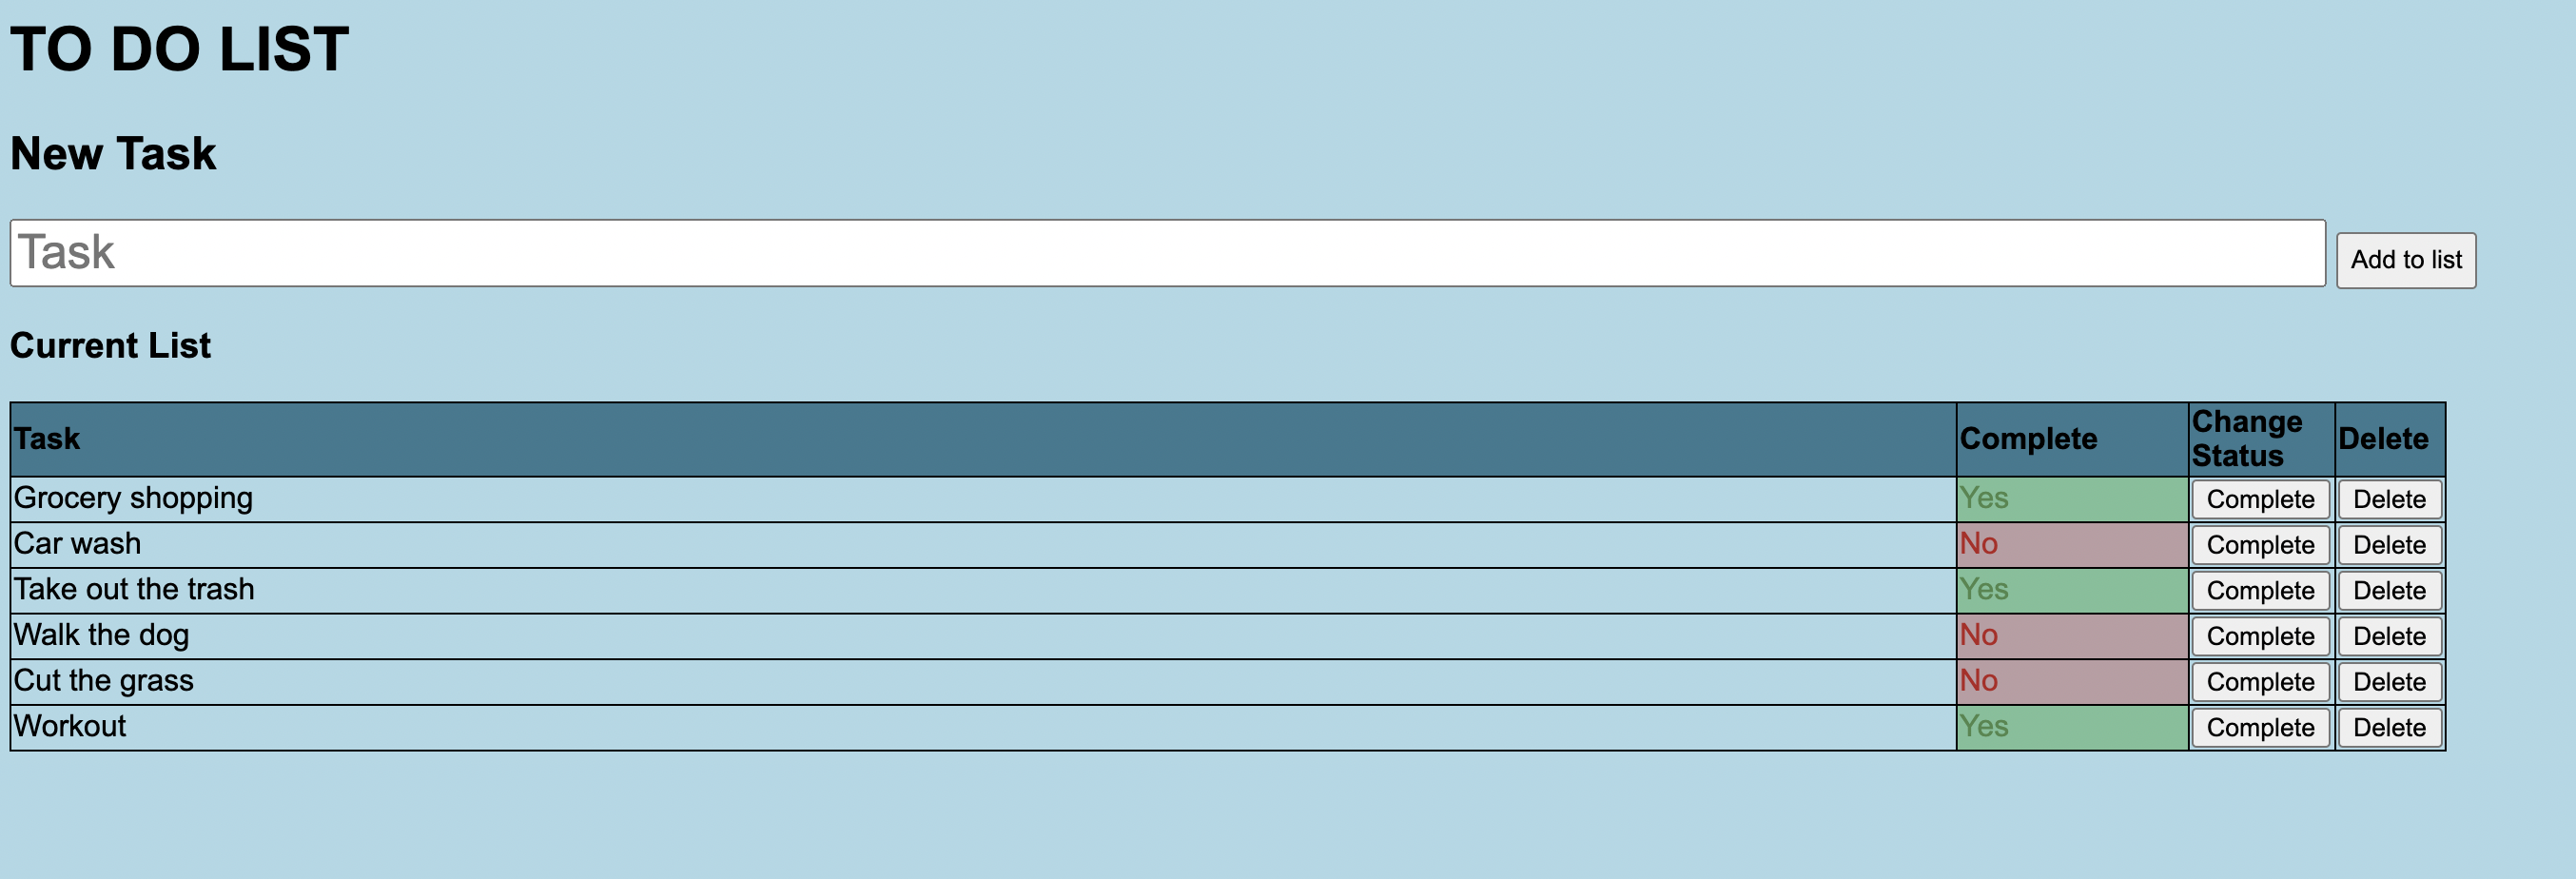 TO DO LIST
New Task
Task
Add to list
Current List
Task Complete Change Status Delete
Grocery shopping Yes Complete Delete
Car wash No Complete Delete
Take out the trash Yes Complete Delete
Walk the dog No Complete Delete
Cut the grass No Complete Delete
Workout Yes Complete Delete